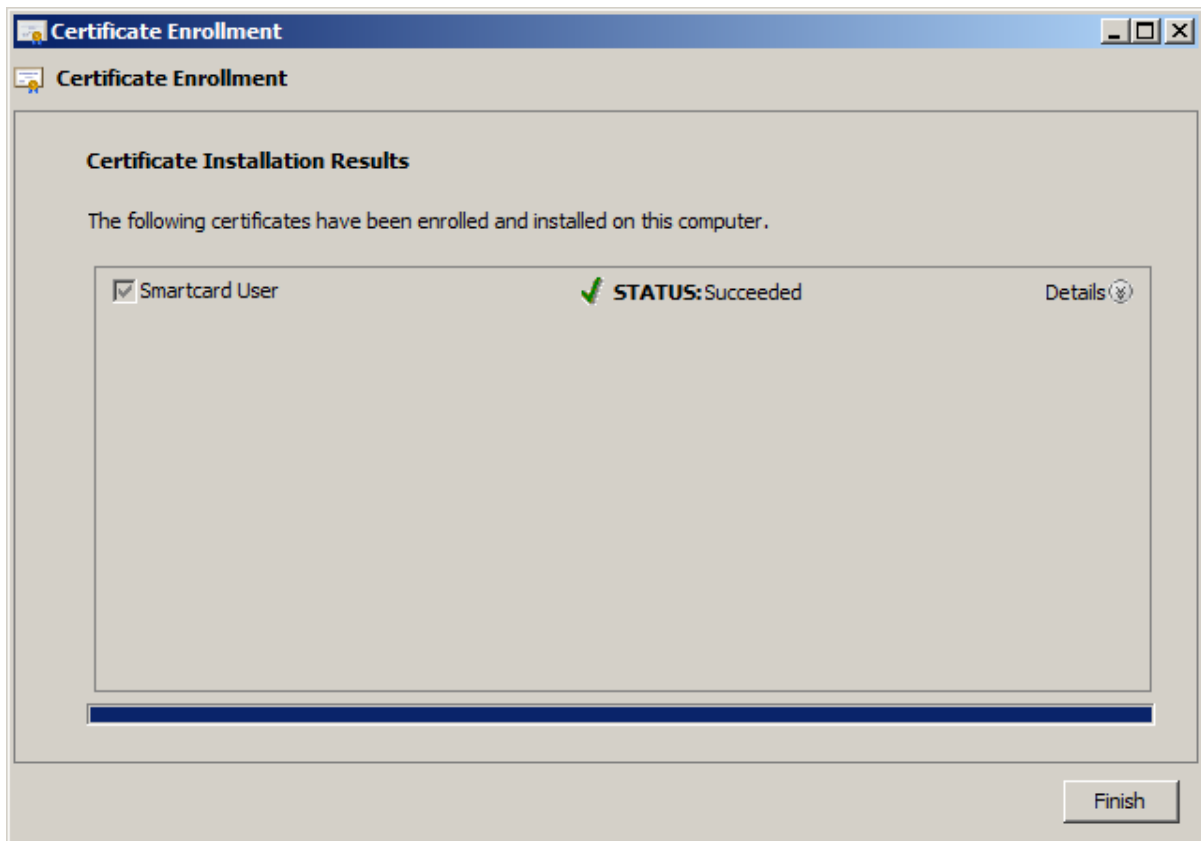 Certificate Enrollment
Certificate Enrollment
Certificate Installation Results
The following certificates have been enrolled and installed on this computer.
Smartcard User STATUS: Succeeded Details
Finish